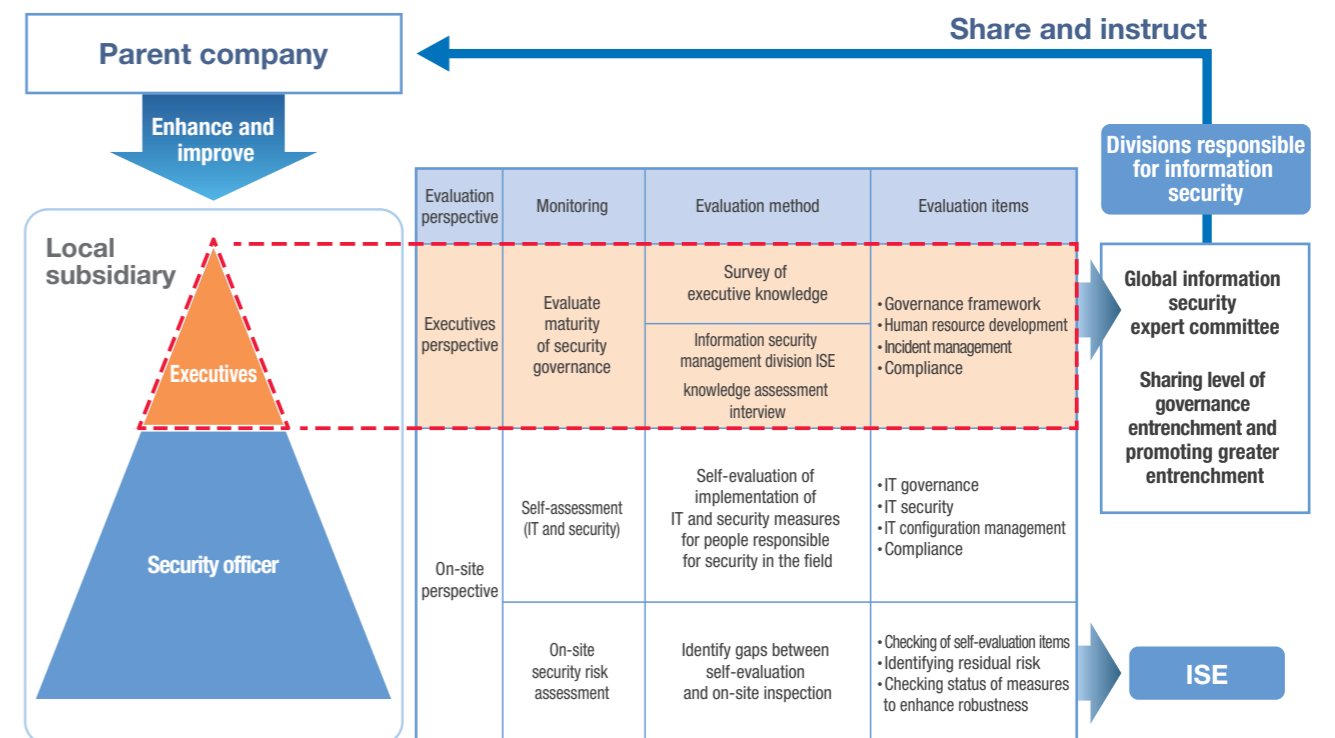 Share and instruct
Parent company
Enhance and
improve
Divisions responsible
for information
security
Local
subsidiary
Executives
Security officer
Evaluation
perspective
Monitoring
Evaluation method
Evaluation items
Executives
perspective
Evaluate
maturity
of security
governance
Survey of
executive knowledge
Information security
management division ISE
knowledge assessment
interview
•Governance framework
•Human resource development
•Incident management
•Compliance
On-site
perspective
Self-assessment
(IT and security)
Self-evaluation of
implementation of
IT and security measures
for people responsible
for security in the field
•IT governance
•IT security
•IT configuration management
•Compliance
On-site
security risk
assessment
Identify gaps between
self-evaluation
and on-site inspection
•Checking of self-evaluation items
•Identifying residual risk
•Checking status of measures
to enhance robustness
Global information
security
expert committee
Sharing level of
governance
entrenchment and
promoting greater
entrenchment
ISE